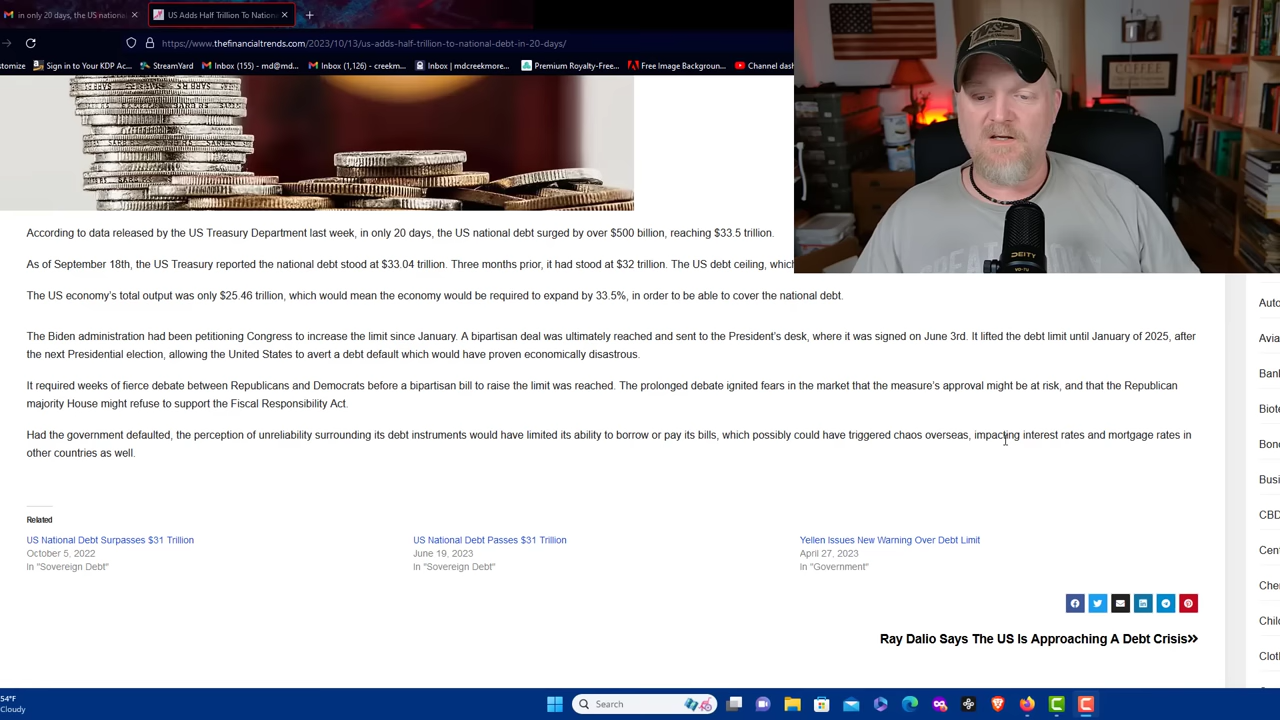 in only 20 days, the US nationa
US Adds Half Trillion To Nation
https://www.thefinancialtrends.com/2023/10/13/us-adds-half-trillion-to-national-debt-in-20-days/
stomize
Sign in to Your KDP Ac...
StreamYard
Inbox (155) - md@md...
Inbox (1,126) - creekm...
Inbox | mdcreekmore...
Premium Royalty-Free...
Free Image Backgroun...
Channel dash
COFFEE
According to data released by the US Treasury Department last week, in only 20 days, the US national debt surged by over $500 billion, reaching $33.5 trillion.
As of September 18th, the US Treasury reported the national debt stood at $33.04 trillion. Three months prior, it had stood at $32 trillion. The US debt ceiling, which
DEITY
VO-7U
The US economy's total output was only $25.46 trillion, which would mean the economy would be required to expand by 33.5%, in order to be able to cover the national debt.
The Biden administration had been petitioning Congress to increase the limit since January. A bipartisan deal was ultimately reached and sent to the President's desk, where it was signed on June 3rd. It lifted the debt limit until January of 2025, after
the next Presidential election, allowing the United States to avert a debt default which would have proven economically disastrous.
It required weeks of fierce debate between Republicans and Democrats before a bipartisan bill to raise the limit was reached. The prolonged debate ignited fears in the market that the measure's approval might be at risk, and that the Republican
majority House might refuse to support the Fiscal Responsibility Act.
Had the government defaulted, the perception of unreliability surrounding its debt instruments would have limited its ability to borrow or pay its bills, which possibly could have triggered chaos overseas, impacting interest rates and mortgage rates in
other countries as well.
Related
US National Debt Surpasses $31 Trillion
October 5, 2022
In "Sovereign Debt"
US National Debt Passes $31 Trillion
June 19, 2023
In "Sovereign Debt"
Yellen Issues New Warning Over Debt Limit
April 27, 2023
In "Government"
Ray Dalio Says The US Is Approaching A Debt Crisis»
Auto
Avia
Bank
Biote
Bond
Busi
CBD
Cent
Cher
Chil
Clot
54°F
Cloudy
Search